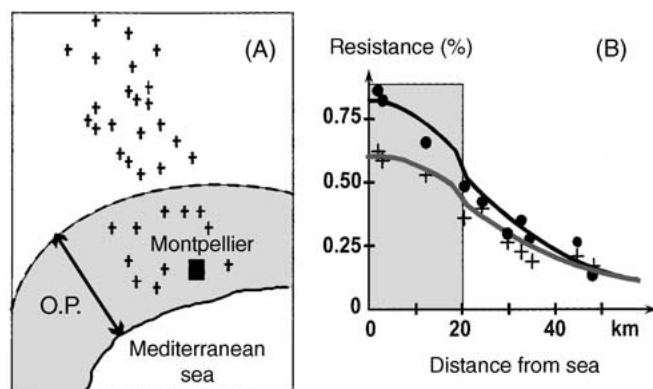 (A)
Montpellier
O.P.
Mediterranean
sea
Resistance (%)
(B)
0.75
0.50
0.25
0
0 20 40 km
Distance from sea